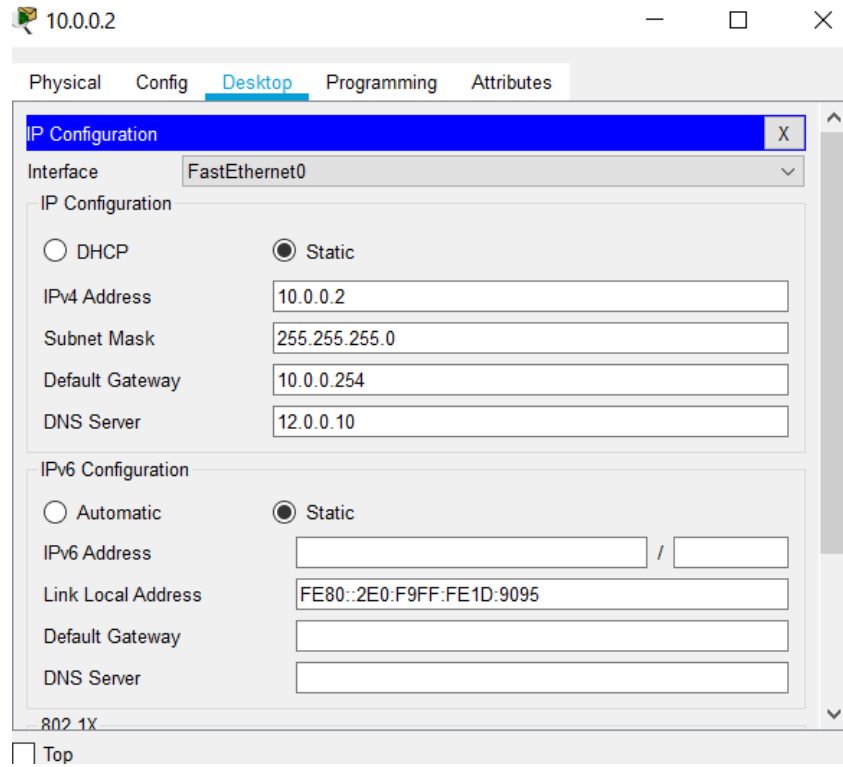 10.0.0.2
Physical Config Desktop Programming Attributes
IP Configuration X
Interface FastEthernet0
IP Configuration
DHCP Static
IPv4 Address 10.0.0.2
Subnet Mask 255.255.255.0
Default Gateway 10.0.0.254
DNS Server 12.0.0.10
IPv6 Configuration
Automatic Static
IPv6 Address /
Link Local Address FE80::2E0:F9FF:FE1D:9095
Default Gateway
DNS Server
802.1X
Top